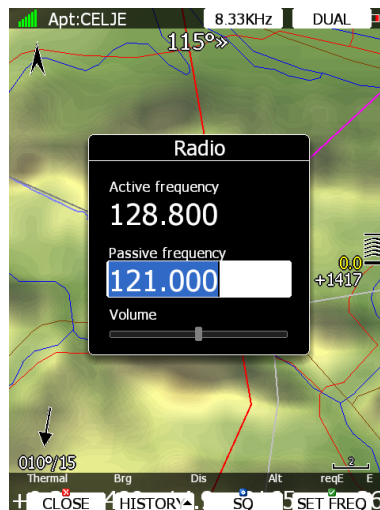 Apt:CELJE 8.33KHz DUAL
115°»
Radio
Active frequency
128.800
Passive frequency
121.000
0.0
+1417
Volume
010°/15
2
Thermal Brg Dis Alt reqE E
CLOSE HISTORY SQ SET FREQ